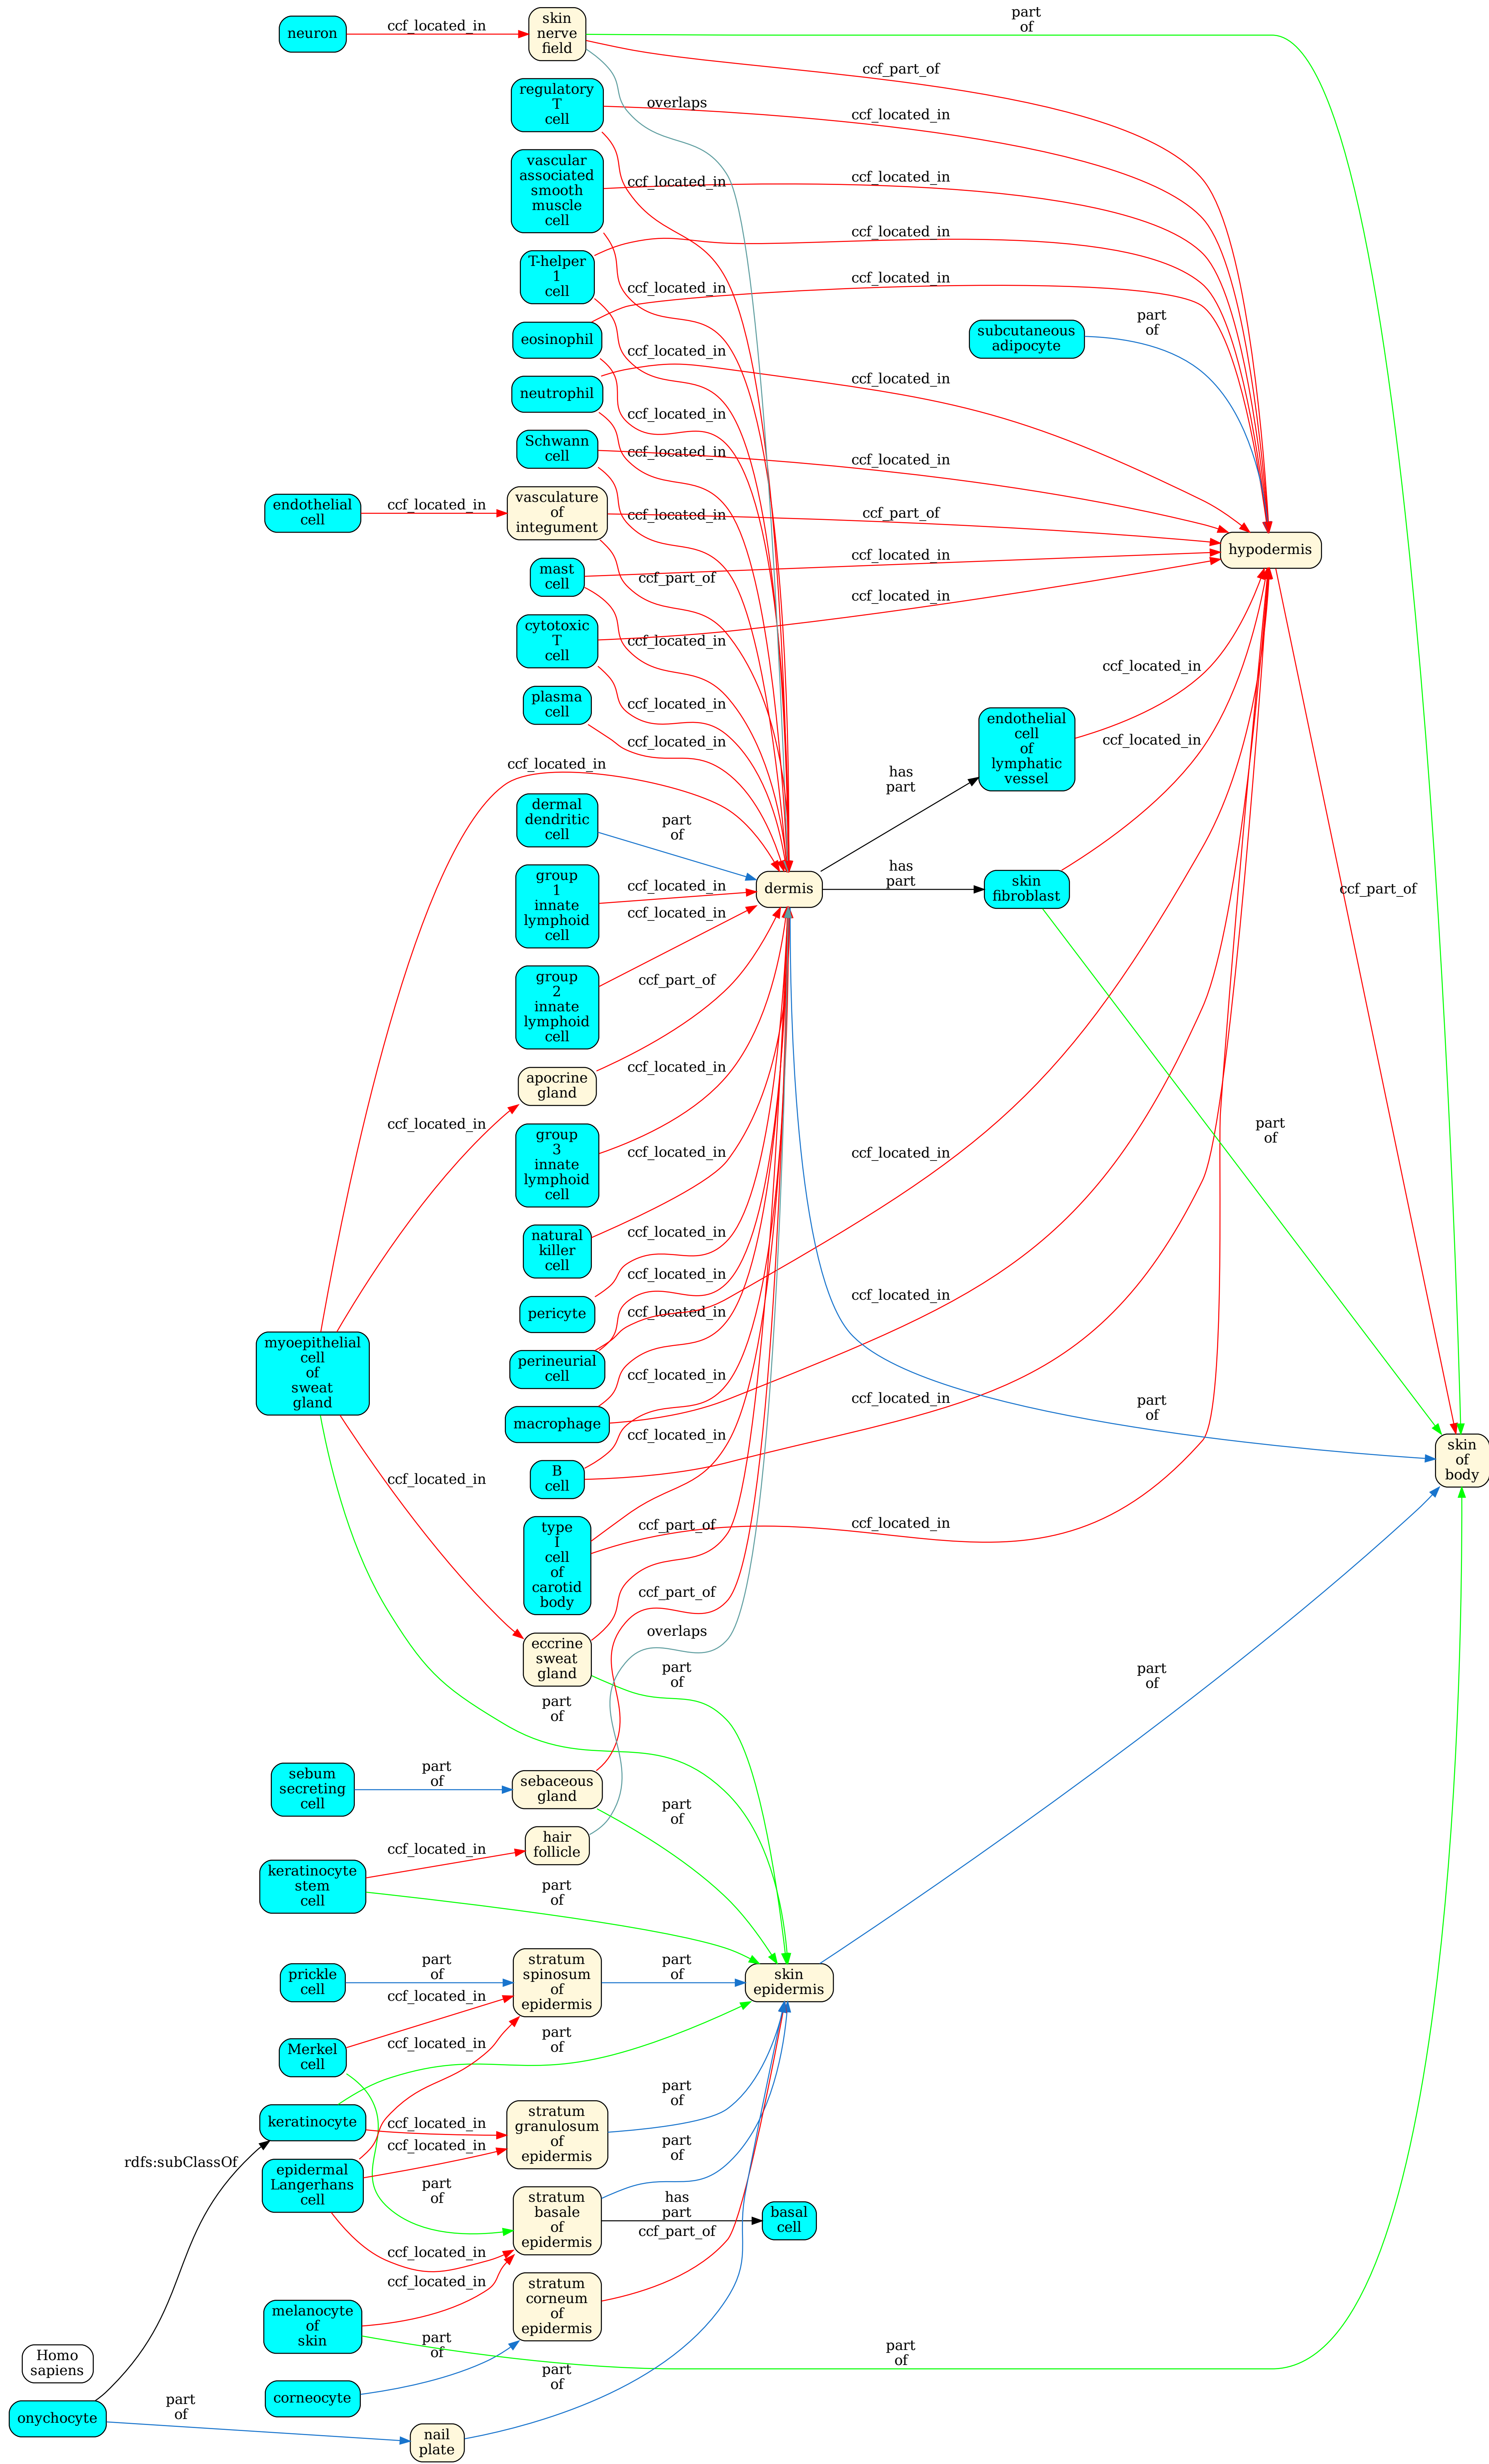 neuron
ccf_located_in
skin
nerve
field
part
of
ccf_part_of
overlaps
regulatory
T
cell
ccf_located_in
ccf_located_in
vascular
associated
smooth
muscle
cell
ccf_located_in
ccf_located_in
T-helper
1
cell
ccf_located_in
ccf_located_in
eosinophil
ccf_located_in
ccf_located_in
subcutaneous
adipocyte
part
of
neutrophil
ccf_located_in
ccf_located_in
Schwann
cell
ccf_located_in
ccf_located_in
endothelial
cell
ccf_located_in
vasculature
of
integument
ccf_part_of
ccf_part_of
hypodermis
mast
cell
ccf_located_in
ccf_located_in
cytotoxic
T
cell
ccf_located_in
ccf_located_in
plasma
cell
ccf_located_in
ccf_located_in
endothelial
cell
of
lymphatic
vessel
ccf_located_in
ccf_located_in
has
part
dermal
dendritic
cell
part
of
dermis
has
part
skin
fibroblast
ccf_part_of
group
1
innate
lymphoid
cell
ccf_located_in
group
2
innate
lymphoid
cell
ccf_located_in
apocrine
gland
ccf_part_of
ccf_located_in
group
3
innate
lymphoid
cell
ccf_located_in
part
of
natural
killer
cell
ccf_located_in
ccf_located_in
pericyte
ccf_located_in
perineurial
cell
ccf_located_in
myoepithelial
cell
of
sweat
gland
ccf_located_in
ccf_located_in
macrophage
ccf_located_in
ccf_located_in
part
of
B
cell
ccf_located_in
ccf_located_in
skin
of
body
type
I
cell
of
carotid
body
ccf_located_in
ccf_part_of
ccf_part_of
overlaps
eccrine
sweat
gland
part
of
part
of
part
of
sebum
secreting
cell
part
of
sebaceous
gland
part
of
hair
follicle
ccf_located_in
keratinocyte
stem
cell
part
of
prickle
cell
part
of
stratum
spinosum
of
epidermis
part
of
skin
epidermis
ccf_located_in
Merkel
cell
ccf_located_in
part
of
keratinocyte
ccf_located_in
rdfs:subClassOf
ccf_located_in
stratum
granulosum
of
epidermis
part
of
epidermal
Langerhans
cell
part
of
part
of
stratum
basale
of
epidermis
has
part
basal
cell
ccf_located_in
ccf_part_of
ccf_located_in
stratum
corneum
of
epidermis
melanocyte
of
skin
part
of
part
of
Homo
sapiens
corneocyte
part
of
onychocyte
part
of
nail
plate